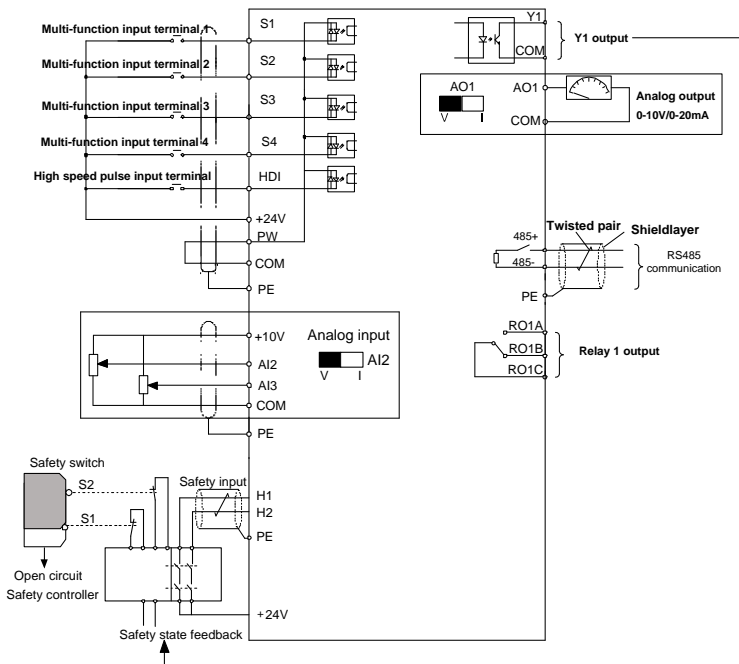 Multi-function input terminal 1
S1
Multi-function input terminal 2
S2
Multi-function input terminal 3
S3
Multi-function input terminal 4
S4
High speed pulse input terminal
HDI
+24V
PW
COM
PE
Y1
COM
Y1 output
AO1
V
I
AO1
COM
Analog output
0-10V/0-20mA
Twisted pair
Shieldlayer
485+
485-
PE
RS485
communication
RO1A
RO1B
RO1C
Relay 1 output
+10V
Analog input
AI2
AI2
V
I
AI3
COM
PE
Safety switch
S2
S1
Safety input
H1
H2
PE
Open circuit
Safety controller
+24V
Safety state feedback